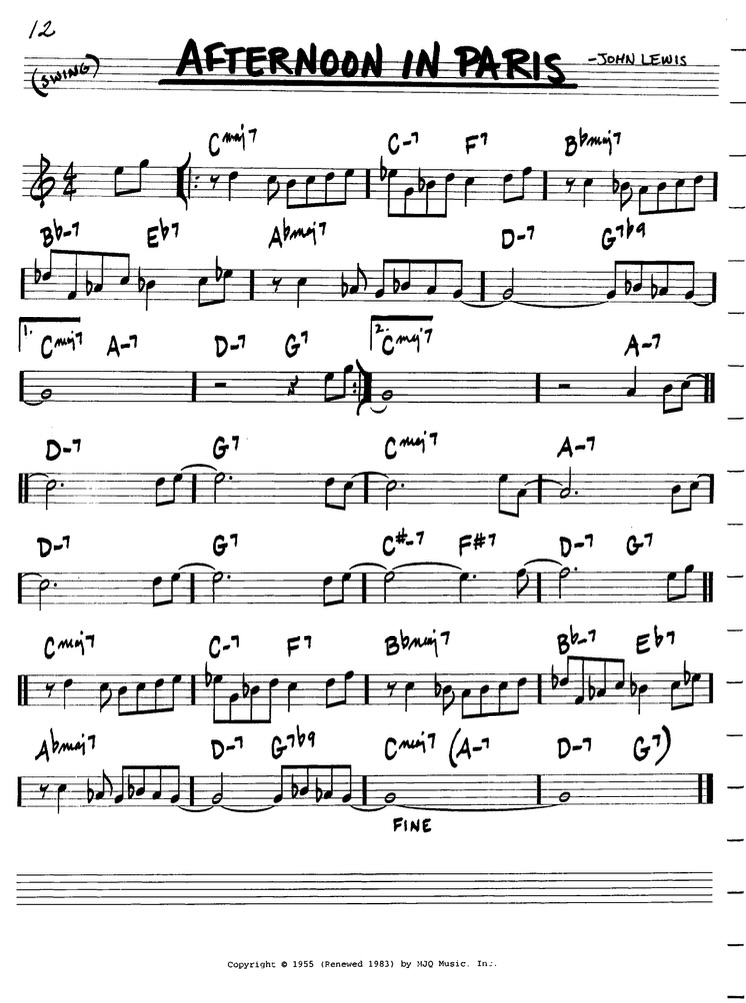 12
(SWING) AFTERNOON IN PARIS -JOHN LEWIS
Cmaj7 C-7 F7 Bbmaj7
Bb-7 Eb7 Abmaj7 D-7 G7b9
1. Cmaj7 A-7 D-7 G7 2. Cmaj7 A-7
D-7 G7 Cmaj7 A-7
D-7 G7 C#-7 F#7 D-7 G7
Cmaj7 C-7 F7 Bbmaj7 Bb-7 Eb7
Abmaj7 D-7 G7b9 Cmaj7 (A-7 D-7 G7)
FINE
Copyright © 1955 (Renewed 1983) by MJQ Music. Inc.